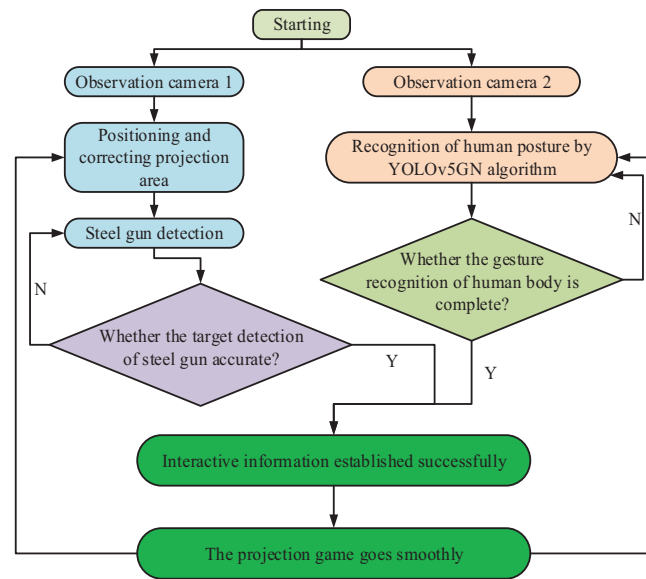 Starting
Observation camera 1
Observation camera 2
Positioning and
correcting projection
area
Recognition of human posture by
YOLOv5GN algorithm
Steel gun detection
N
Whether the gesture
recognition of human body is
complete?
N
Whether the target detection
of steel gun accurate?
Y
Y
Interactive information established successfully
The projection game goes smoothly